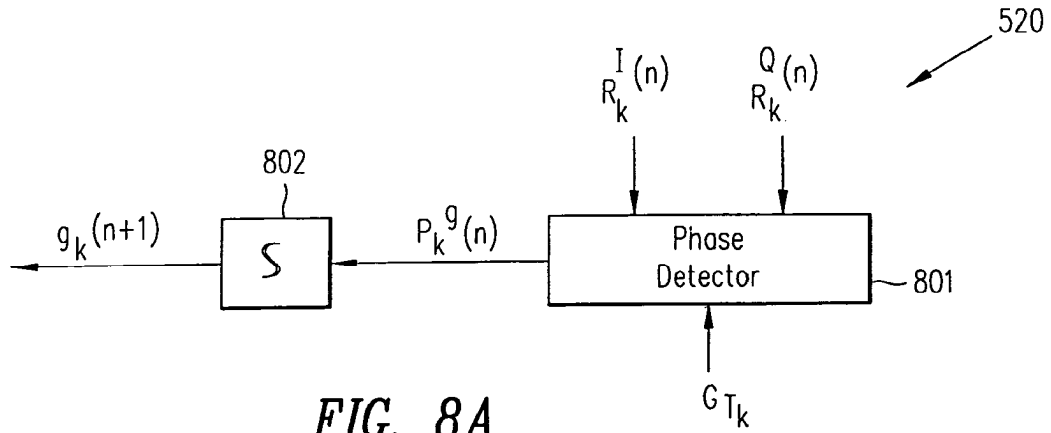 520
R_k^I(n)
R_k^Q(n)
802
g_k(n+1)
S
P_k^g(n)
Phase
Detector
801
G_{T_k}
FIG. 8A